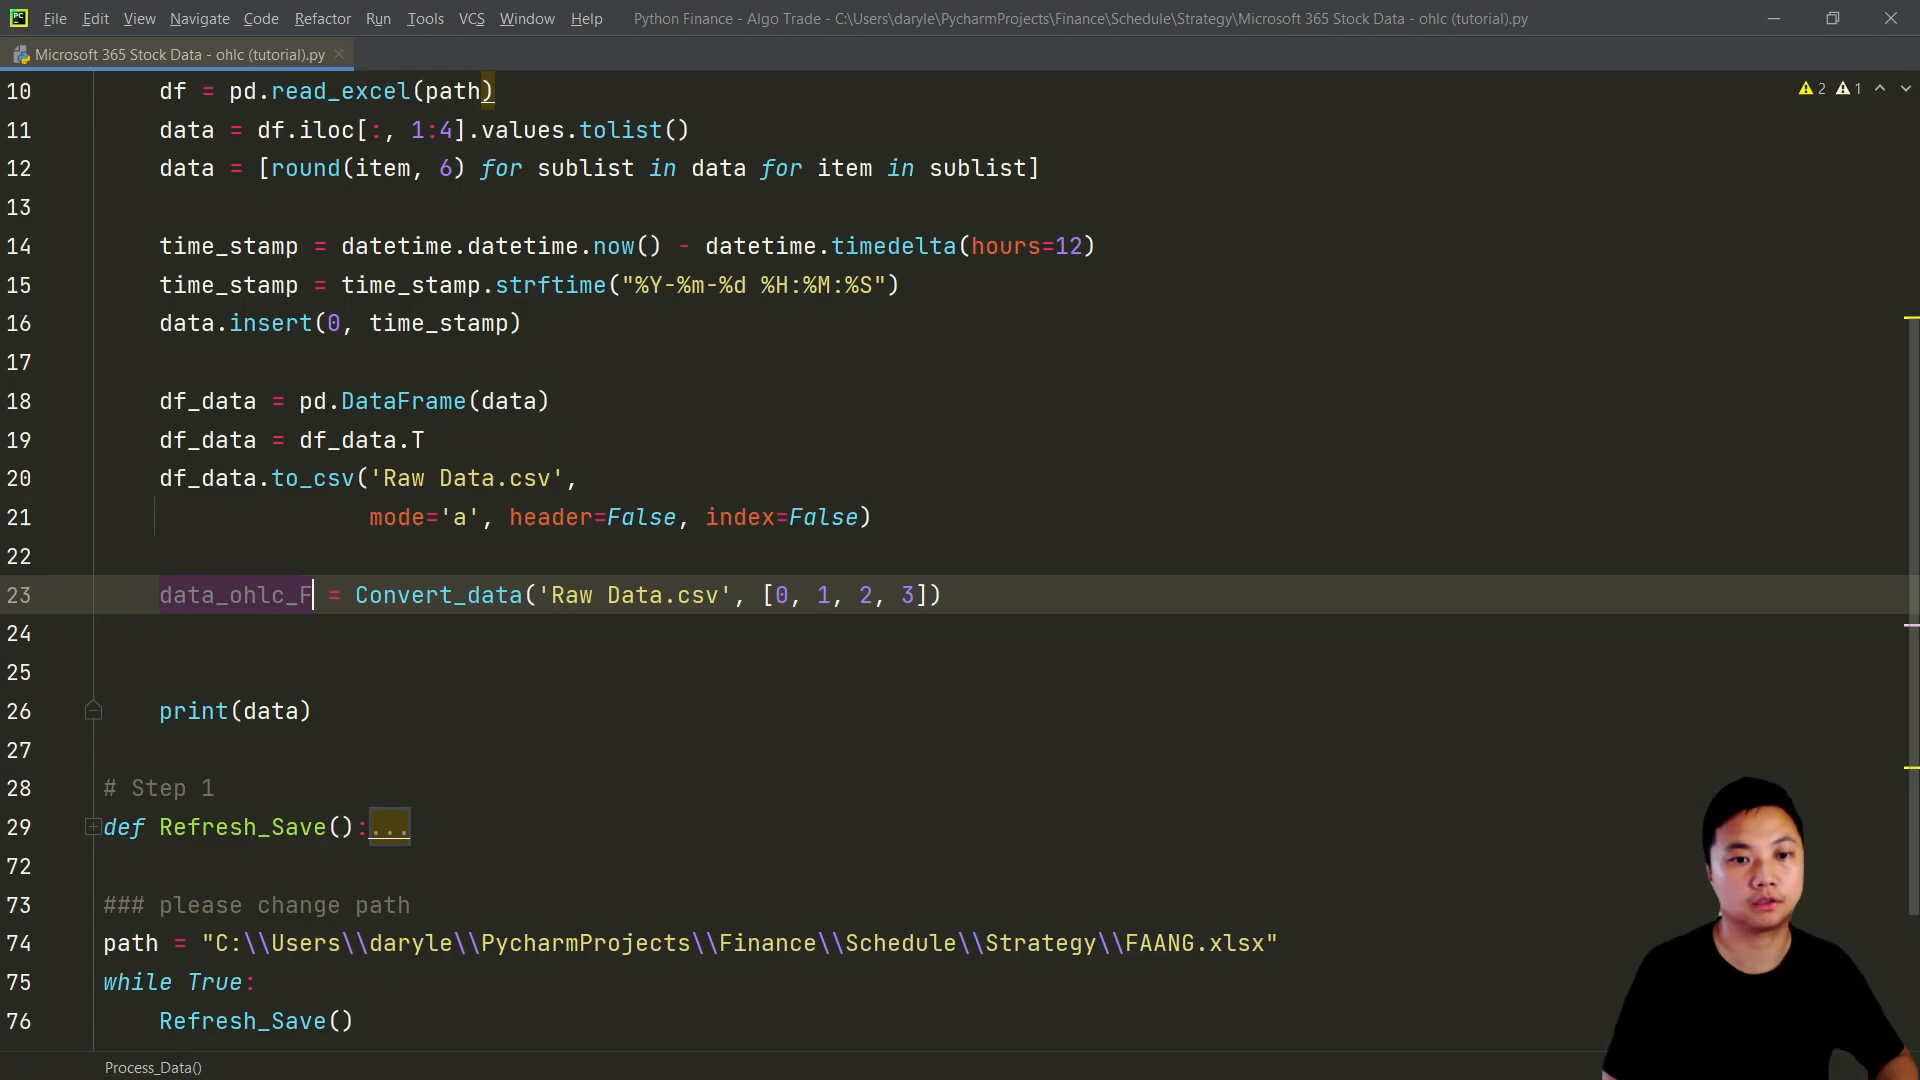 PC File Edit View Navigate Code Refactor Run Tools VCS Window Help Python Finance - Algo Trade - C:\Users\daryle\PycharmProjects\Finance\Schedule\Strategy\Microsoft 365 Stock Data - ohlc (tutorial).py
Microsoft 365 Stock Data - ohlc (tutorial).py
2 1
10 df = pd.read_excel(path)
11 data = df.iloc[:, 1:4].values.tolist()
12 data = [round(item, 6) for sublist in data for item in sublist]
13
14 time_stamp = datetime.datetime.now() - datetime.timedelta(hours=12)
15 time_stamp = time_stamp.strftime("%Y-%m-%d %H:%M:%S")
16 data.insert(0, time_stamp)
17
18 df_data = pd.DataFrame(data)
19 df_data = df_data.T
20 df_data.to_csv('Raw Data.csv',
21 mode='a', header=False, index=False)
22
23 data_ohlc_F = Convert_data('Raw Data.csv', [0, 1, 2, 3])
24
25
26 print(data)
27
28 # Step 1
29 def Refresh_Save():...
72
73 ### please change path
74 path = "C:\\Users\\daryle\\PycharmProjects\\Finance\\Schedule\\Strategy\\FAANG.xlsx"
75 while True:
76 Refresh_Save()
Process_Data()